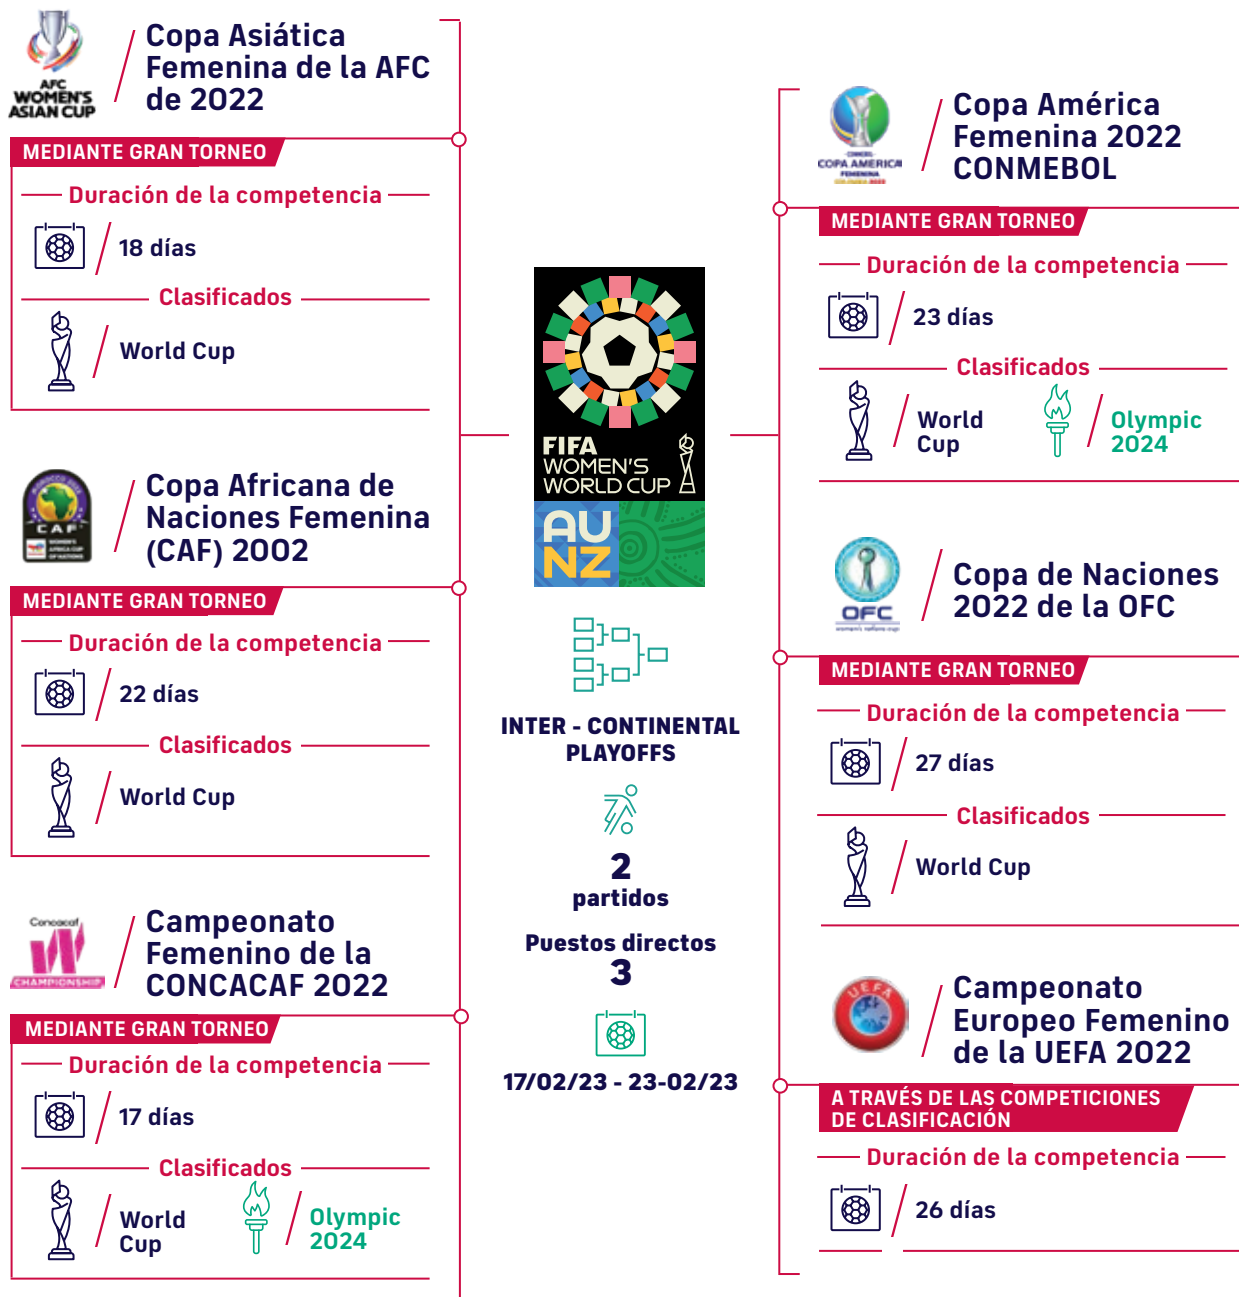 AFC
WOMEN'S
ASIAN CUP
Copa Asiática
Femenina de la AFC
de 2022
MEDIANTE GRAN TORNEO
Duración de la competencia
18 días
Clasificados
World Cup
CAF
Copa Africana de
Naciones Femenina
(CAF) 2002
MEDIANTE GRAN TORNEO
Duración de la competencia
22 días
Clasificados
World Cup
Concacaf
W
CHAMPIONSHIP
Campeonato
Femenino de la
CONCACAF 2022
MEDIANTE GRAN TORNEO
Duración de la competencia
17 días
Clasificados
World
Cup
Olympic
2024
FIFA
WOMEN'S
WORLD CUP
AU
NZ
INTER - CONTINENTAL
PLAYOFFS
2
partidos
Puestos directos
3
17/02/23 - 23-02/23
COPA AMERICA
FEMENINA
Copa América
Femenina 2022
CONMEBOL
MEDIANTE GRAN TORNEO
Duración de la competencia
23 días
Clasificados
World
Cup
Olympic
2024
OFC
women's nations cup
Copa de Naciones
2022 de la OFC
MEDIANTE GRAN TORNEO
Duración de la competencia
27 días
Clasificados
World Cup
UEFA
Campeonato
Europeo Femenino
de la UEFA 2022
A TRAVÉS DE LAS COMPETICIONES
DE CLASIFICACIÓN
Duración de la competencia
26 días